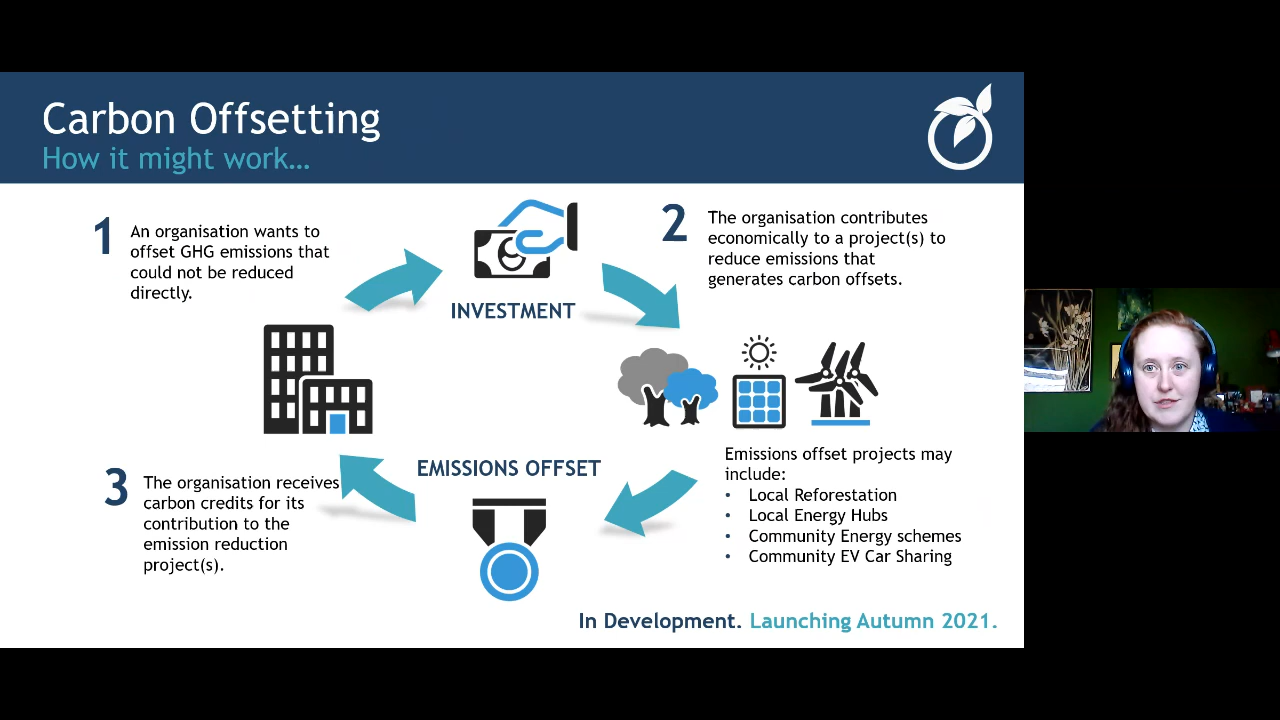 Carbon Offsetting
How it might work...
1
An organisation wants to
offset GHG emissions that
could not be reduced
directly.
INVESTMENT
2
The organisation contributes
economically to a project(s) to
reduce emissions that
generates carbon offsets.
Emissions offset projects may
include:
• Local Reforestation
• Local Energy Hubs
• Community Energy schemes
• Community EV Car Sharing
EMISSIONS OFFSET
3
The organisation receives
carbon credits for its
contribution to the
emission reduction
project(s).
In Development. Launching Autumn 2021.